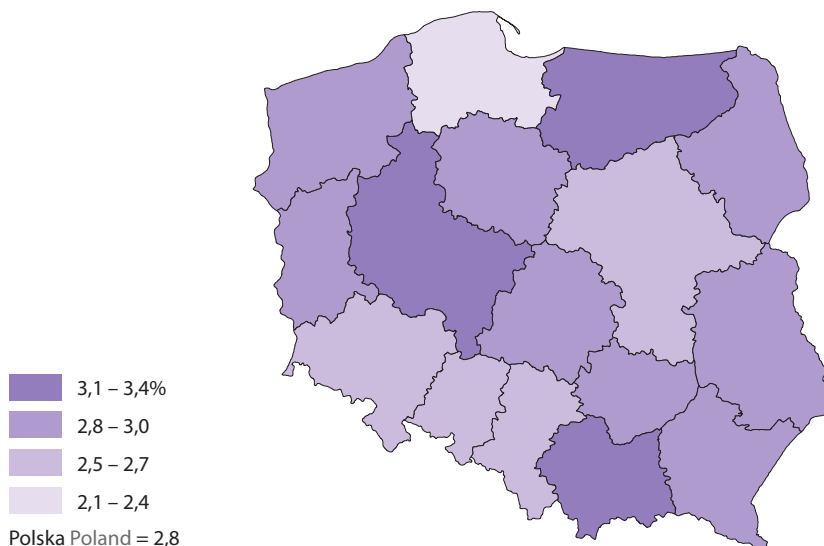 3,1 – 3,4%
2,8 – 3,0
2,5 – 2,7
2,1 – 2,4
Polska Poland = 2,8